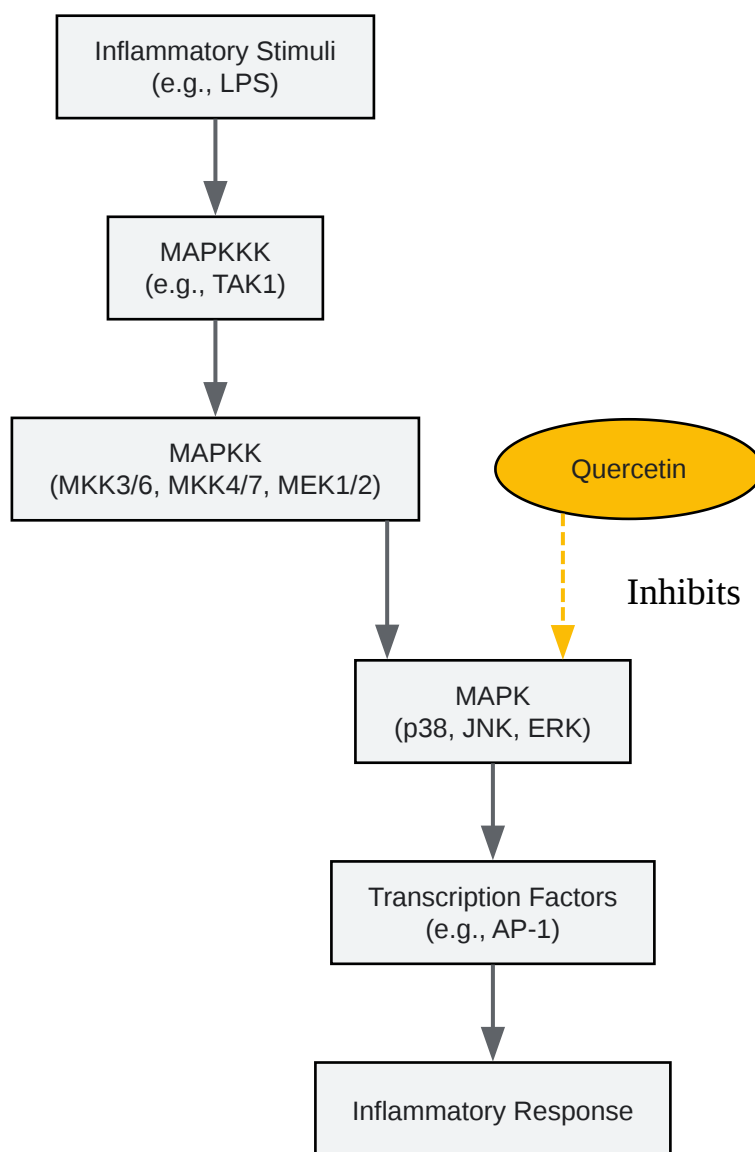 Inflammatory Stimuli
(e.g., LPS)
MAPKKK
(e.g., TAK1)
MAPKK
(MKK3/6, MKK4/7, MEK1/2)
Quercetin
Inhibits
MAPK
(p38, JNK, ERK)
Transcription Factors
(e.g., AP-1)
Inflammatory Response